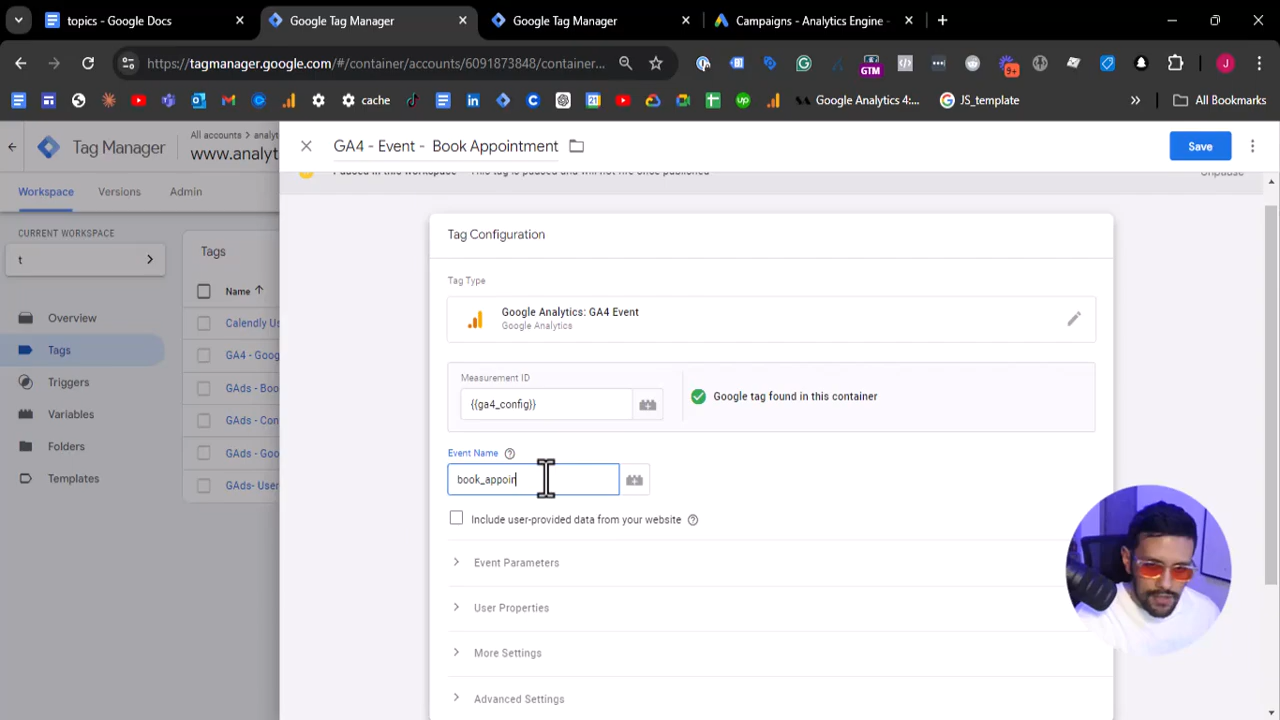 topics - Google Docs
Google Tag Manager
Google Tag Manager
Campaigns - Analytics Engine -
https://tagmanager.google.com/#/container/accounts/6091873848/container...
GTM
9+
J
cache
Google Analytics 4:...
JS_template
All Bookmarks
Tag Manager
All accounts > analyt
www.analyt
GA4 - Event - Book Appointment
Save
Workspace
Versions
Admin
Paused in this workspace
This tag is paused and will not fire once published
Unpause
CURRENT WORKSPACE
t
Overview
Tags
Triggers
Variables
Folders
Templates
Tags
Name
Calendly Us
GA4 - Goog
GAds - Boo
GAds - Con
GAds - Goo
GAds- User
Tag Configuration
Tag Type
Google Analytics: GA4 Event
Google Analytics
Measurement ID
{{ga4_config}}
Google tag found in this container
Event Name
book_appoin
Include user-provided data from your website
Event Parameters
User Properties
More Settings
Advanced Settings